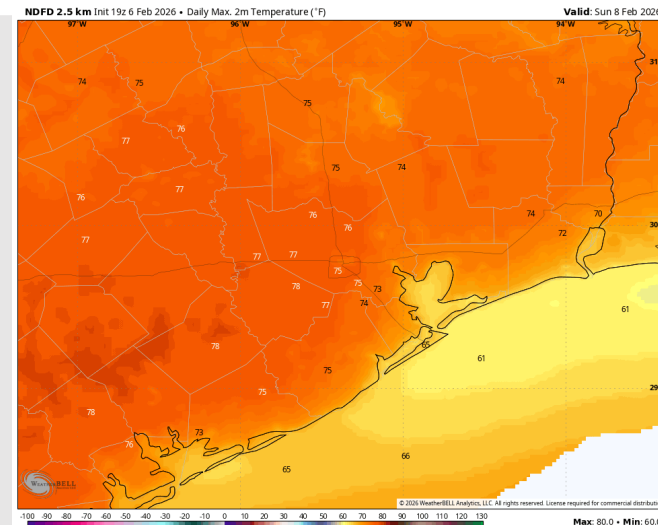 NDFD 2.5 km Init 19z 6 Feb 2026 • Daily Max. 2m Temperature (°F)
Valid: Sun 8 Feb 2026
97°W 96°W 95°W 94°W
31
74 75 74
75
76
77
75 74
77
76
76 74 70
76 30
77 72
77 77
75
78 75 73
77 74
61
78 65
61
75
29
75
78
73
76
66
65
WEATHERBELL
© 2026 WeatherBELL Analytics, LLC. All rights reserved. License required for commercial distributi
-100 -90 -80 -70 -60 -50 -40 -30 -20 -10 0 10 20 30 40 50 60 70 80 90 100 110 120 130
Max: 80.0 • Min: 60.